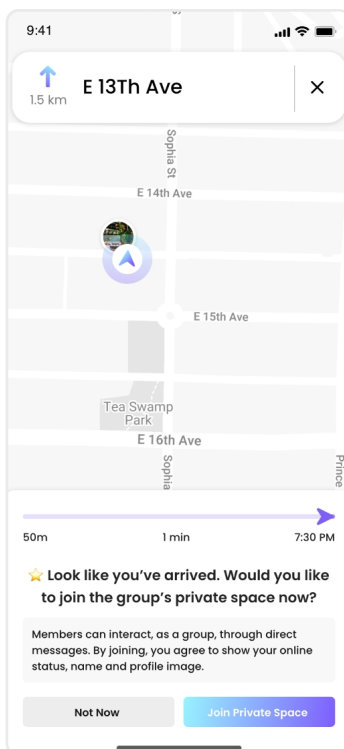 9:41
E 13Th Ave
1.5 km
Sophia St
E 14th Ave
E 15th Ave
Tea Swamp
Park
E 16th Ave
Sophia
Prince
50m
1 min
7:30 PM
⭐ Look like you’ve arrived. Would you like
to join the group’s private space now?
Members can interact, as a group, through direct
messages. By joining, you agree to show your online
status, name and profile image.
Not Now
Join Private Space